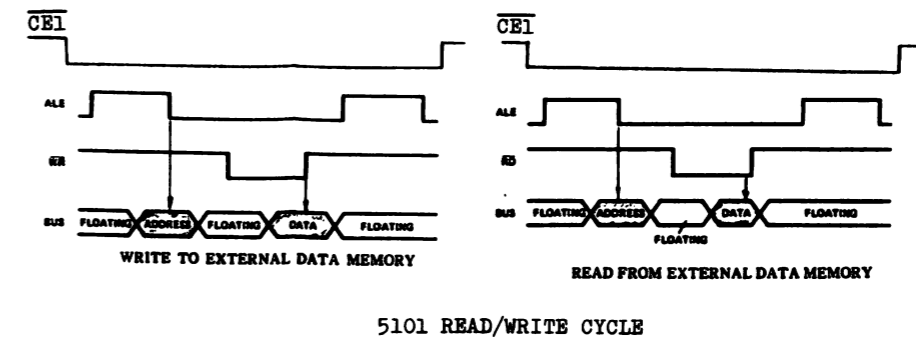 CE1
ALE
WR
BUS FLOATING ADDRESS FLOATING DATA FLOATING
WRITE TO EXTERNAL DATA MEMORY
CE1
ALE
RD
BUS FLOATING ADDRESS DATA FLOATING
FLOATING
READ FROM EXTERNAL DATA MEMORY
5101 READ/WRITE CYCLE